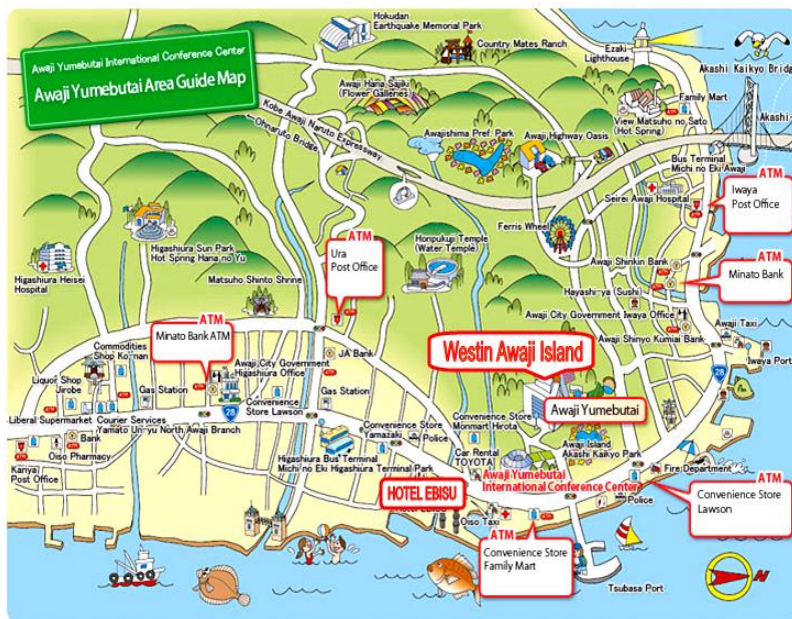 Awaji Yumebutai International Conference Center
Awaji Yumebutai Area Guide Map
Hokudan
Earthquake Memorial Park
Country Mates Ranch
Ezaki
Lighthouse
Akashi Kaikyo Bridg
Akashi-
Awaji Hana Sajiki
(Flower Galleries)
Family Mart
View Matsuho no Sato
(Hot Spring)
Kobe Awaji Naruto Expressway
Ohnaruto Bridge
Awajishima Pref. Park
Awaji Highway Oasis
Bus Terminal
Michi no Eki Awaji
ATM
Iwaya
Post Office
Seirei Awaji Hospital
Higashiura Sun Park
Hot Spring Hana no Yu
Higashiura Heisei
Hospital
Matsuho Shinto Shrine
ATM
Ura
Post Office
Honpukuji Temple
(Water Temple)
Ferris Wheel
Awaji Shinkin Bank
ATM
Minato Bank
Hayashi-ya (Sushi)
Awaji City Government Iwaya Office
Awaji Shinyo Kumiai Bank
Awaji Taxi
Iwaya Port
28
ATM
Minato Bank ATM
Commodities
Shop Kohnan
Liquor Shop
Jirobe
Gas Station
Awaji City Government
Higashiura Office
JA Bank
Westin Awaji Island
Awaji Yumebutai
28
Convenience
Store Lawson
Gas Station
Liberal Supermarket
Courier Services
Yamato Un-yu North Awaji Branch
Bank
Oiso Pharmacy
Kariya
Post Office
Higashiura Bus Terminal
Michi no Eki Higashiura Terminal Park
Convenience Store
Yamazaki
Police
Convenience Store
Monmart Hirota
Car Rental
TOYOTA
Awaji Island
Akashi Kaikyo Park
Awaji Yumebutai
International Conference Center
HOTEL EBISU
Oiso Taxi
Fire Department
Police
ATM
Convenience Store
Lawson
ATM
Convenience Store
Family Mart
Tsubasa Port
N